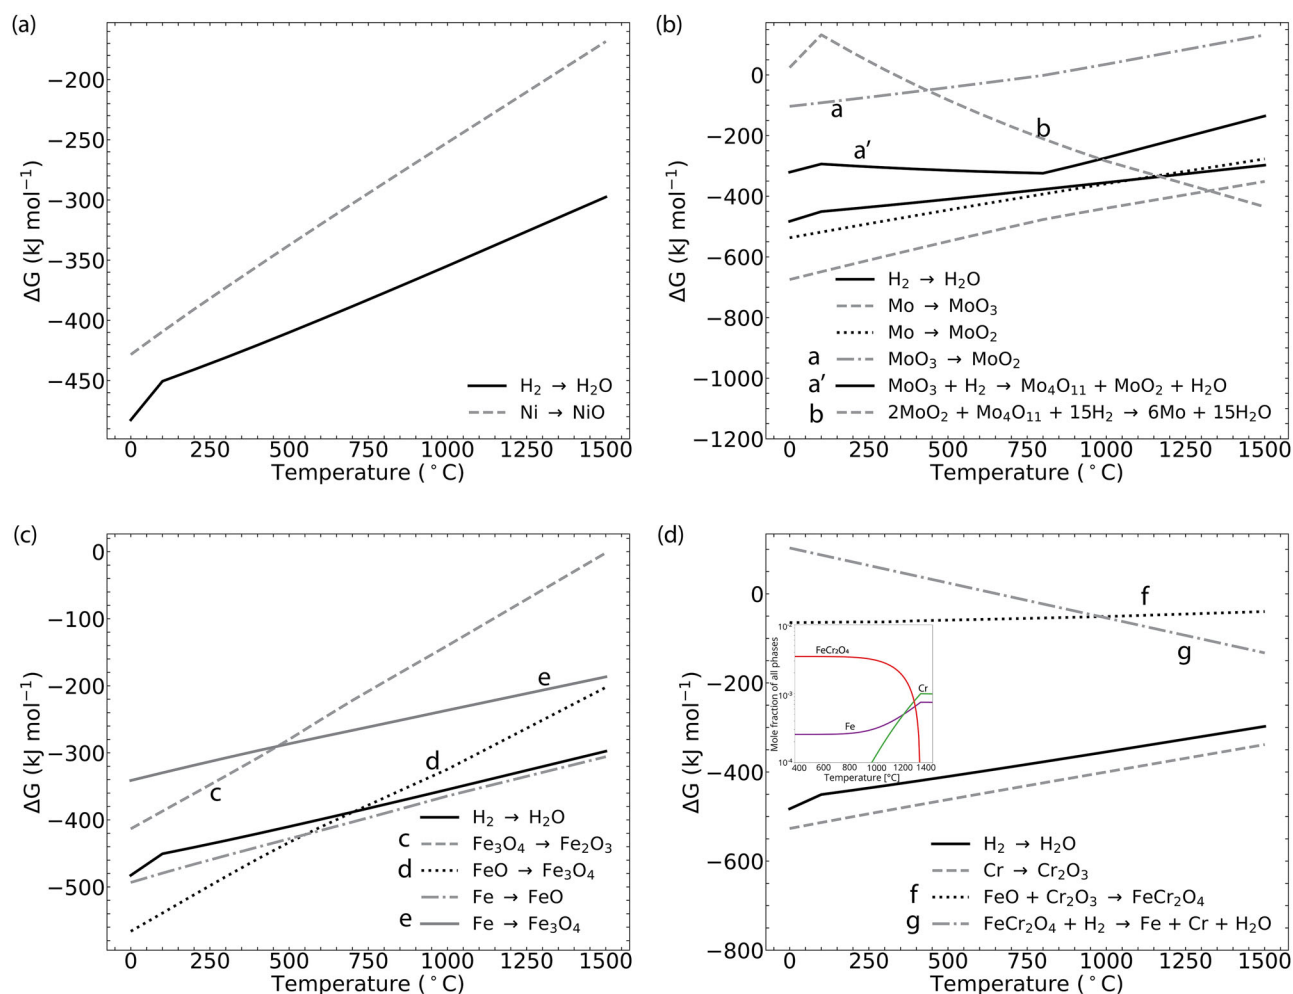 (a)
−200
−250
−300
−350
−400
−450
ΔG (kJ mol⁻¹)
H₂ → H₂O
Ni → NiO
0 250 500 750 1000 1250 1500
Temperature (°C)
(b)
0
−200
−400
−600
−800
−1000
−1200
ΔG (kJ mol⁻¹)
a
b
a′
H₂ → H₂O
Mo → MoO₃
Mo → MoO₂
a MoO₃ → MoO₂
a′ MoO₃ + H₂ → Mo₄O₁₁ + MoO₂ + H₂O
b 2MoO₂ + Mo₄O₁₁ + 15H₂ → 6Mo + 15H₂O
0 250 500 750 1000 1250 1500
Temperature (°C)
(c)
0
−100
−200
−300
−400
−500
ΔG (kJ mol⁻¹)
e
d
c
H₂ → H₂O
c Fe₃O₄ → Fe₂O₃
d FeO → Fe₃O₄
Fe → FeO
e Fe → Fe₃O₄
0 250 500 750 1000 1250 1500
Temperature (°C)
(d)
0
−200
−400
−600
−800
ΔG (kJ mol⁻¹)
f
g
10⁻²
10⁻³
10⁻⁴
Mole fraction of all phases
FeCr₂O₄
Cr
Fe
400 600 800 1000 1200 1400
Temperature [°C]
H₂ → H₂O
Cr → Cr₂O₃
f FeO + Cr₂O₃ → FeCr₂O₄
g FeCr₂O₄ + H₂ → Fe + Cr + H₂O
0 250 500 750 1000 1250 1500
Temperature (°C)